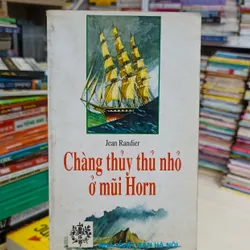 Jean Randier
Chàng thủy thủ nhỏ
ở mũi Horn